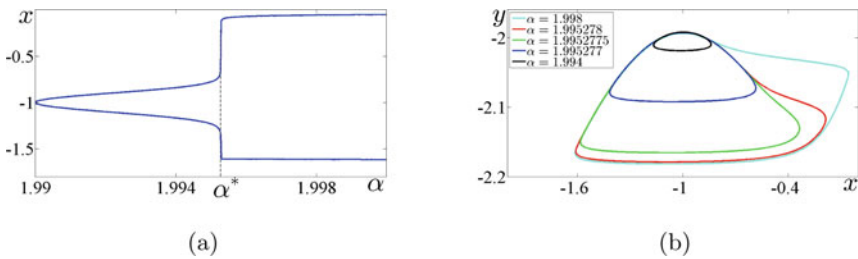 x
-0.5
-1
-1.5
1.99
1.994
α*
1.998
α
(a)
y
-2
-2.1
-2.2
α = 1.998
α = 1.995278
α = 1.9952775
α = 1.995277
α = 1.994
-1.6
-1
-0.4
x
(b)